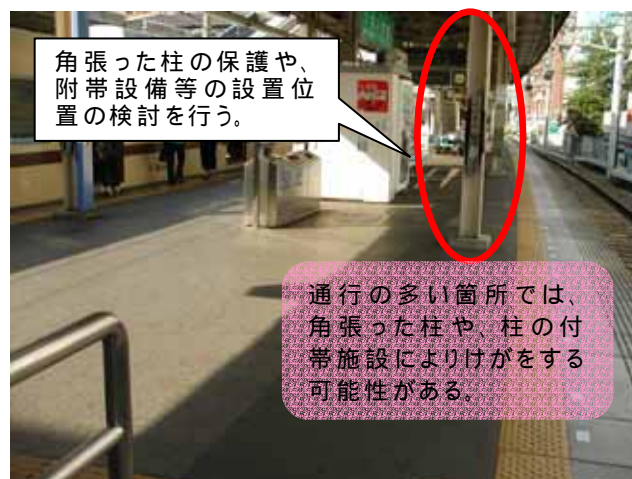 角張った柱の保護や、
附帯設備等の設置位
置の検討を行う。
通行の多い箇所では、
角張った柱や、柱の付
帯施設によりけがをする
可能性がある。